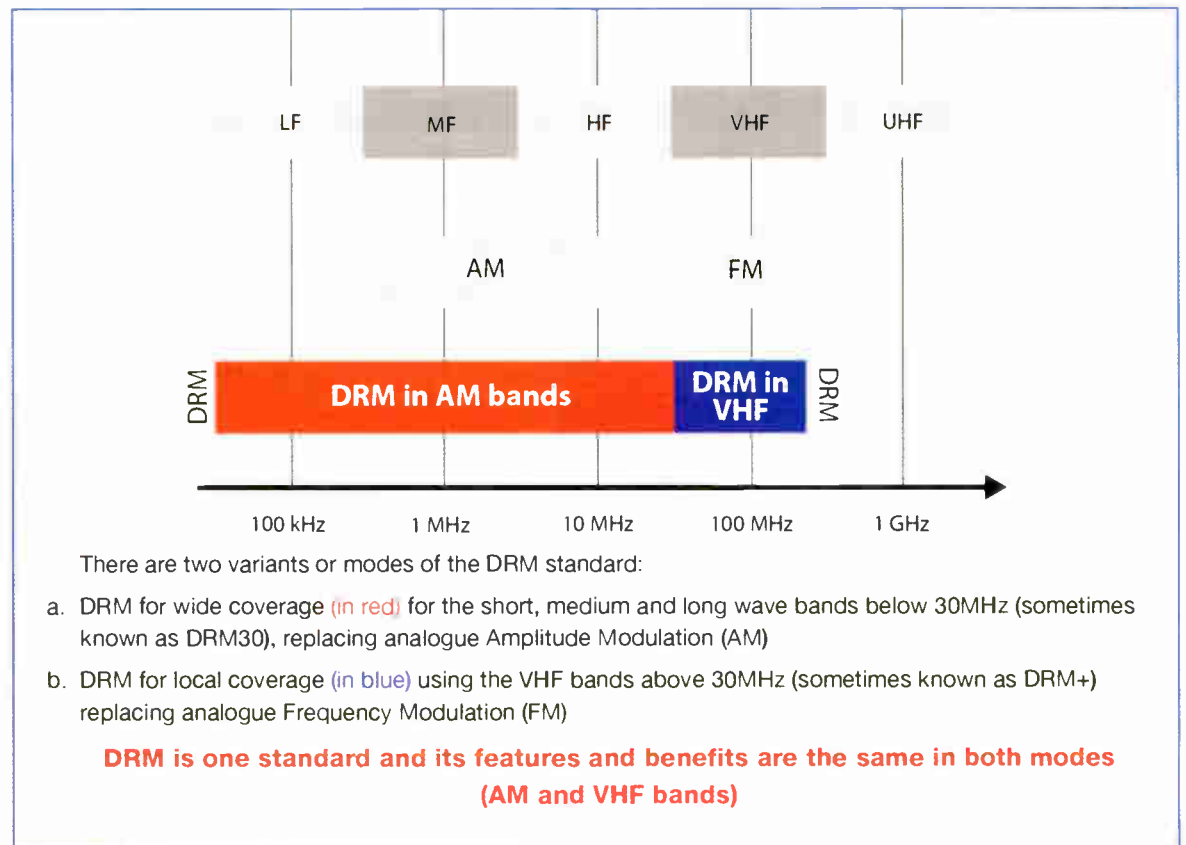 LF MF HF VHF UHF
AM FM
DRM DRM in AM bands DRM in DRM
VHF
100 kHz 1 MHz 10 MHz 100 MHz 1 GHz
There are two variants or modes of the DRM standard:
a. DRM for wide coverage (in red) for the short, medium and long wave bands below 30MHz (sometimes
known as DRM30), replacing analogue Amplitude Modulation (AM)
b. DRM for local coverage (in blue) using the VHF bands above 30MHz (sometimes known as DRM+)
replacing analogue Frequency Modulation (FM)
DRM is one standard and its features and benefits are the same in both modes
(AM and VHF bands)